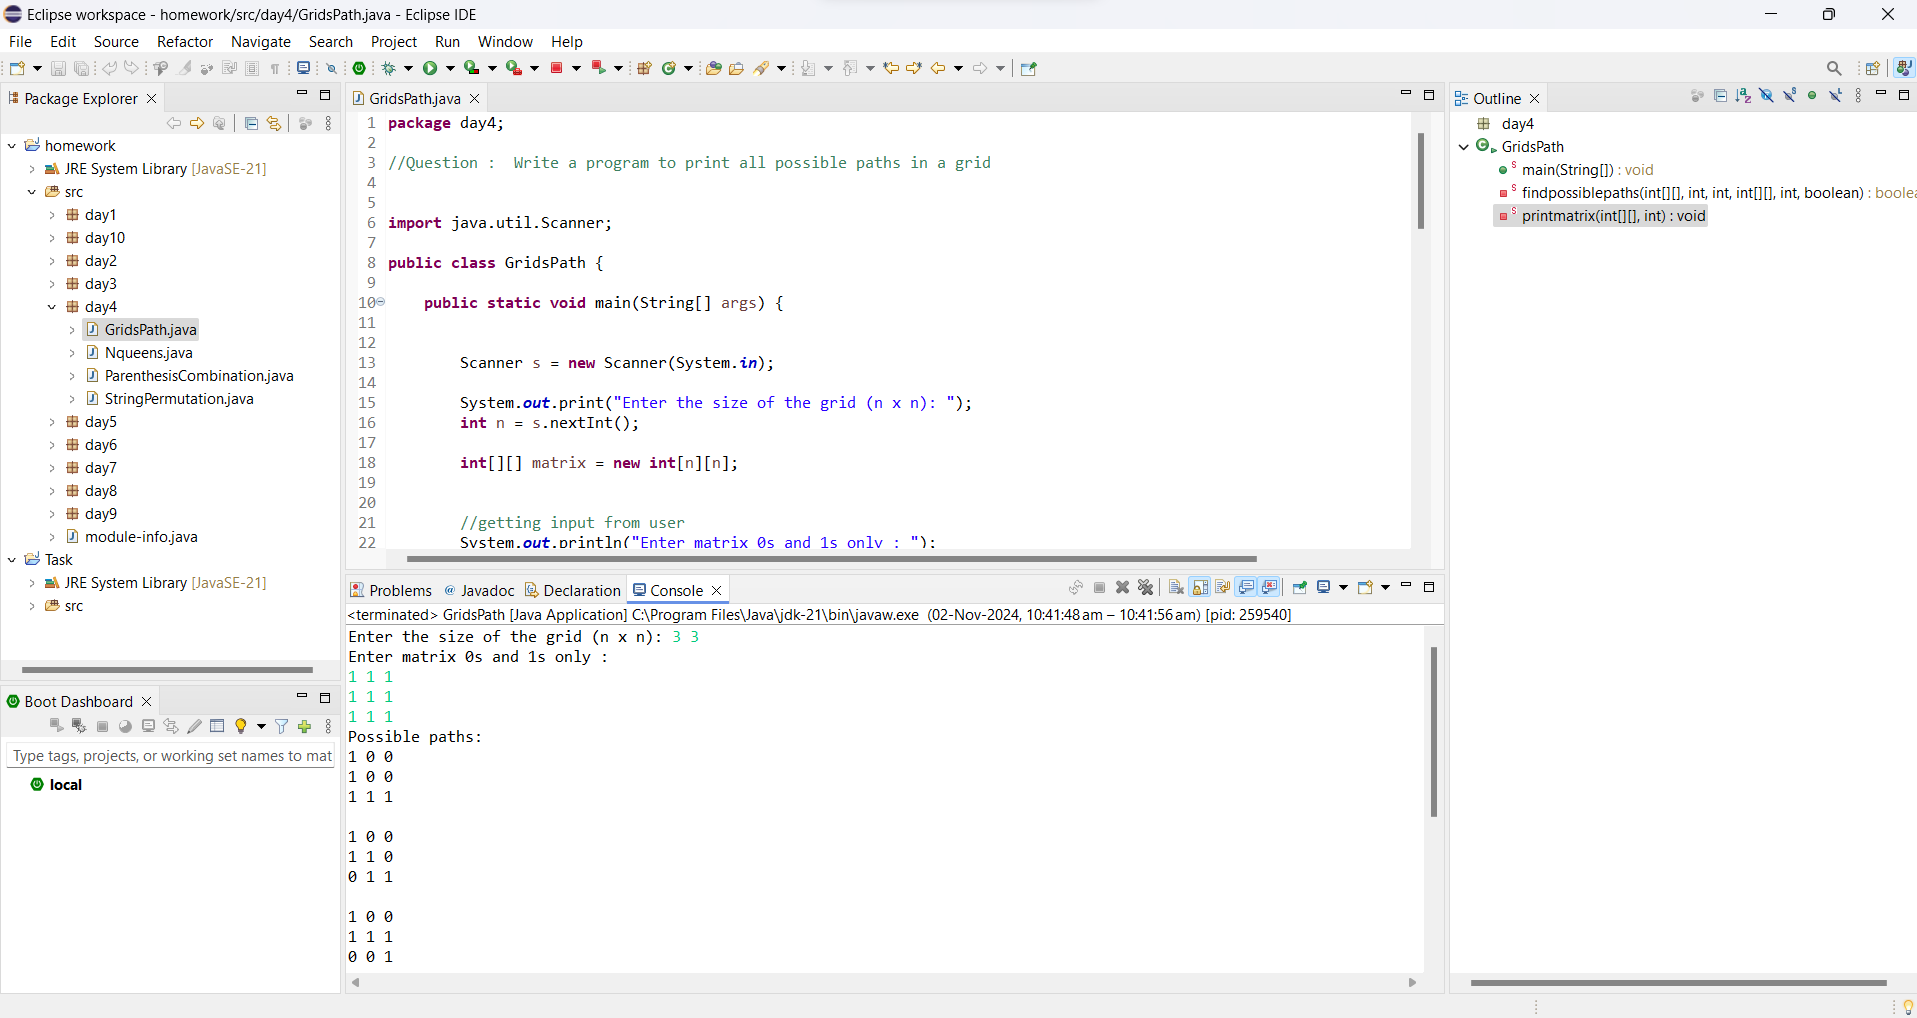 Eclipse workspace - homework/src/day4/GridsPath.java - Eclipse IDE
File Edit Source Refactor Navigate Search Project Run Window Help
Package Explorer
homework
JRE System Library [JavaSE-21]
src
day1
day10
day2
day3
day4
GridsPath.java
Nqueens.java
ParenthesisCombination.java
StringPermutation.java
day5
day6
day7
day8
day9
module-info.java
Task
JRE System Library [JavaSE-21]
src
Boot Dashboard
Type tags, projects, or working set names to mat
local
GridsPath.java
1 package day4;
2
3 //Question :  Write a program to print all possible paths in a grid
4
5
6 import java.util.Scanner;
7
8 public class GridsPath {
9
10 public static void main(String[] args) {
11
12
13 Scanner s = new Scanner(System.in);
14
15 System.out.print("Enter the size of the grid (n x n): ");
16 int n = s.nextInt();
17
18 int[][] matrix = new int[n][n];
19
20
21 //getting input from user
22 System.out.println("Enter matrix 0s and 1s only : ");
Problems Javadoc Declaration Console
<terminated> GridsPath [Java Application] C:\Program Files\Java\jdk-21\bin\javaw.exe (02-Nov-2024, 10:41:48 am – 10:41:56 am) [pid: 259540]
Enter the size of the grid (n x n): 3 3
Enter matrix 0s and 1s only :
1 1 1
1 1 1
1 1 1
Possible paths:
1 0 0
1 0 0
1 1 1
1 0 0
1 1 0
0 1 1
1 0 0
1 1 1
0 0 1
Outline
day4
GridsPath
main(String[]) : void
findpossiblepaths(int[][], int, int, int[][], int, boolean) : boolea
printmatrix(int[][], int) : void